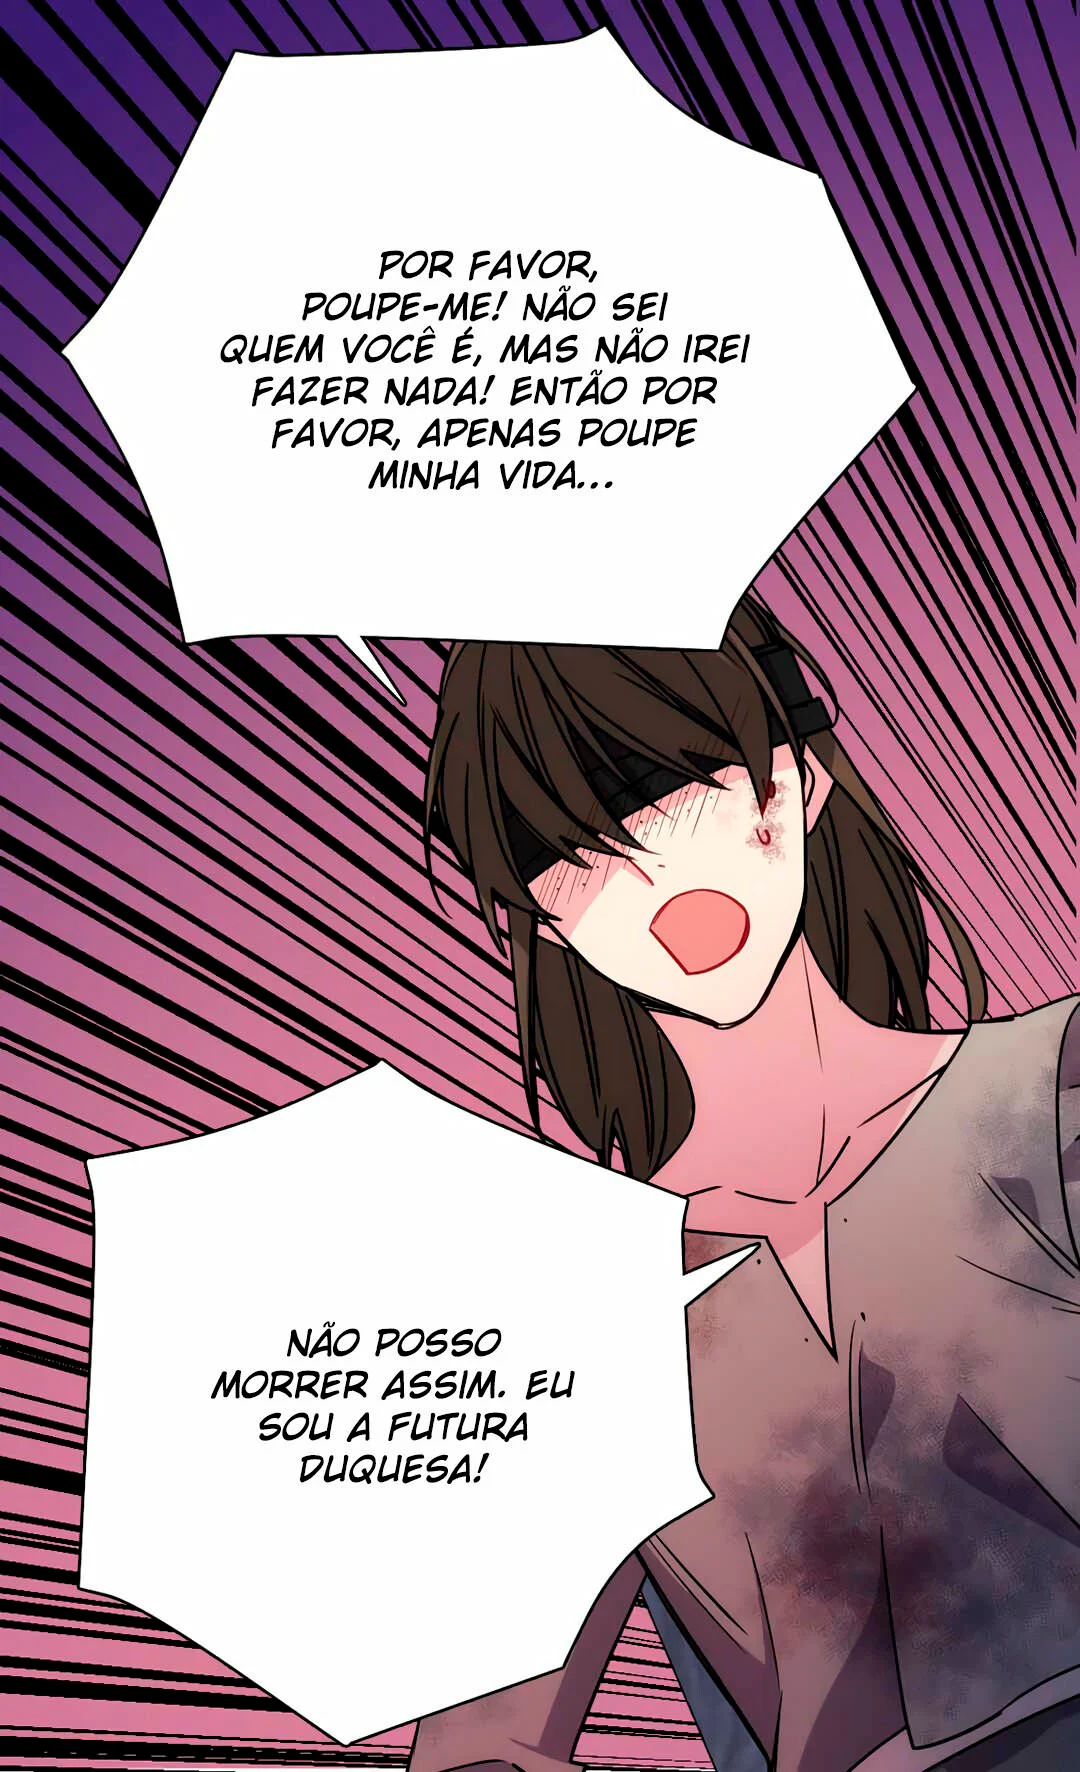 POR FAVOR,
POUPE-ME! NÃO SEI
QUEM VOCÊ É, MAS NÃO IREI
FAZER NADA! ENTÃO POR
FAVOR, APENAS POUPE
MINHA VIDA...
NÃO POSSO
MORRER ASSIM. EU
SOU A FUTURA
DUQUESA!